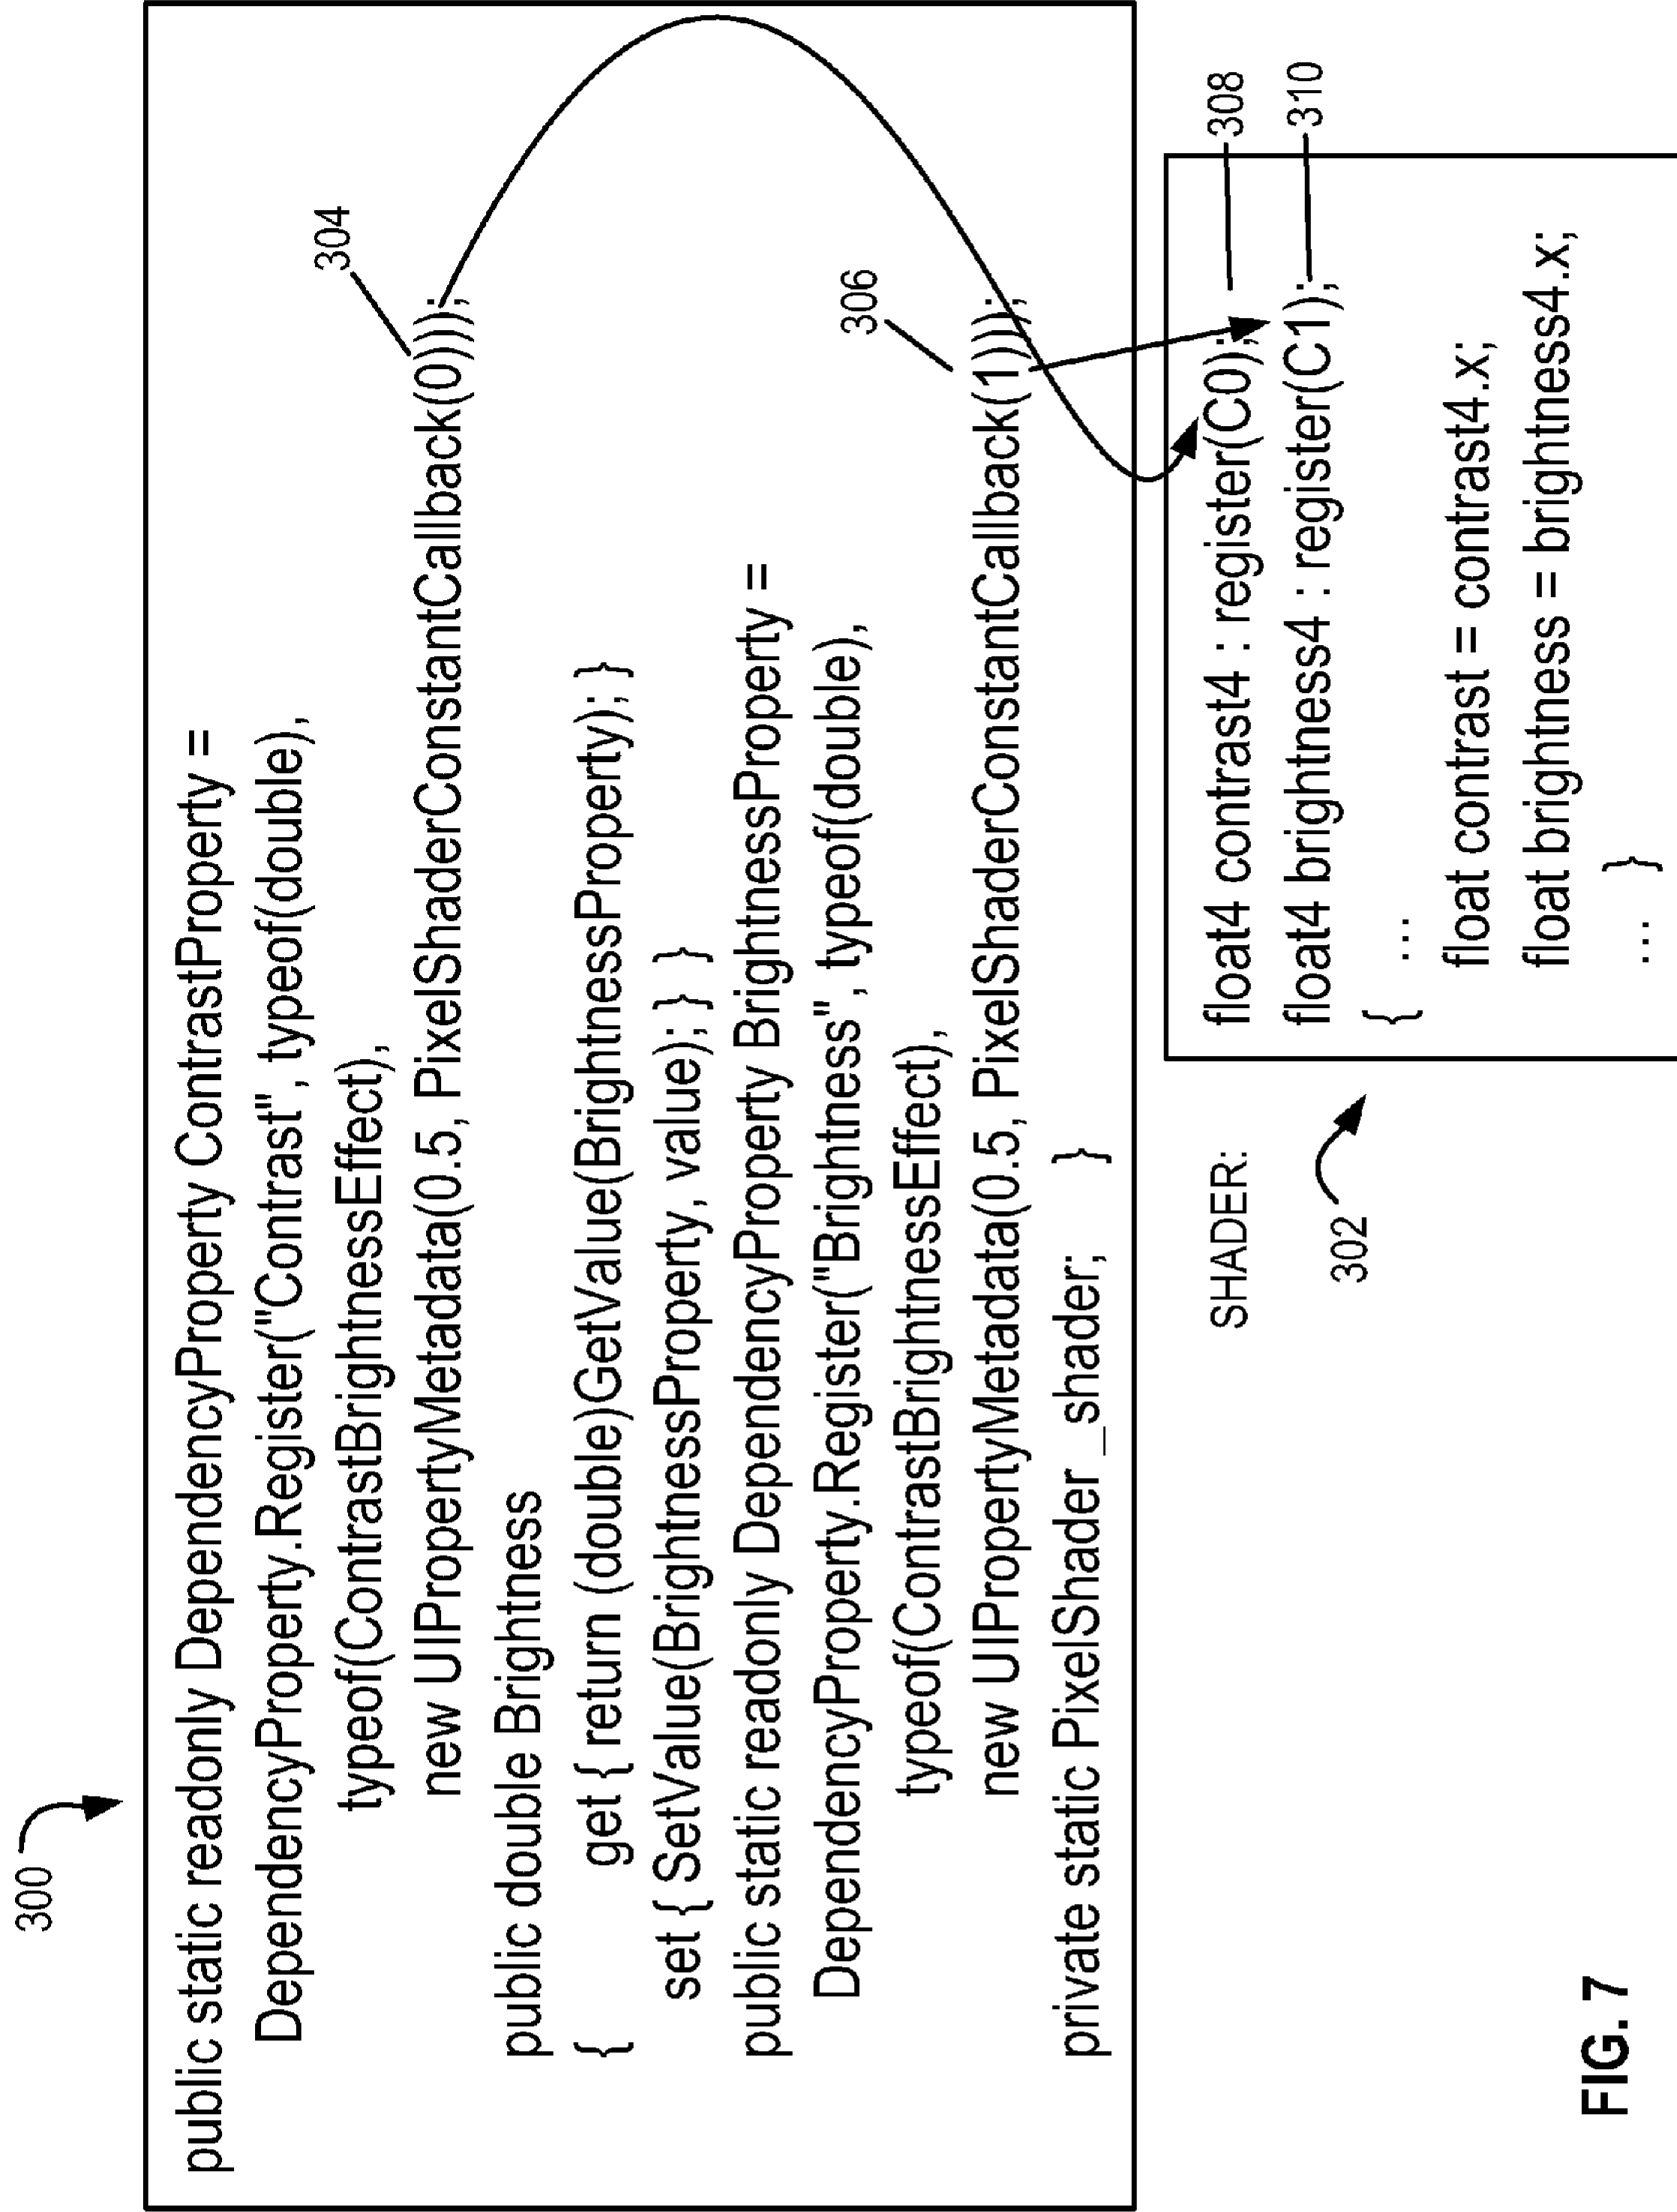 300
public static readonly DependencyProperty ContrastProperty =
DependencyProperty.Register("Contrast", typeof(double),
typeof(ContrastBrightnessEffect),
304
new UIPropertyMetadata(0.5, PixelShaderConstantCallback(0)));
public double Brightness
{ get { return (double)GetValue(BrightnessProperty); }
set { SetValue(BrightnessProperty, value); } }
public static readonly DependencyProperty BrightnessProperty =
DependencyProperty.Register("Brightness", typeof(double),
306
typeof(ContrastBrightnessEffect),
new UIPropertyMetadata(0.5, PixelShaderConstantCallback(1)));
private static PixelShader _shader; }
SHADER:
float4 contrast4 : register(C0); 308
float4 brightness4 : register(C1); 310
302
{
...
float contrast = contrast4.x;
float brightness = brightness4.x;
... }
FIG. 7